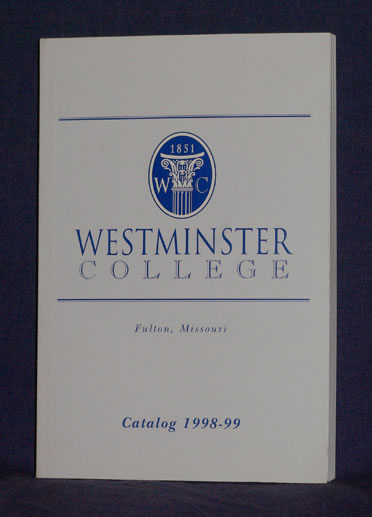 1851
W C
WESTMINSTER
COLLEGE
Fulton, Missouri
Catalog 1998-99